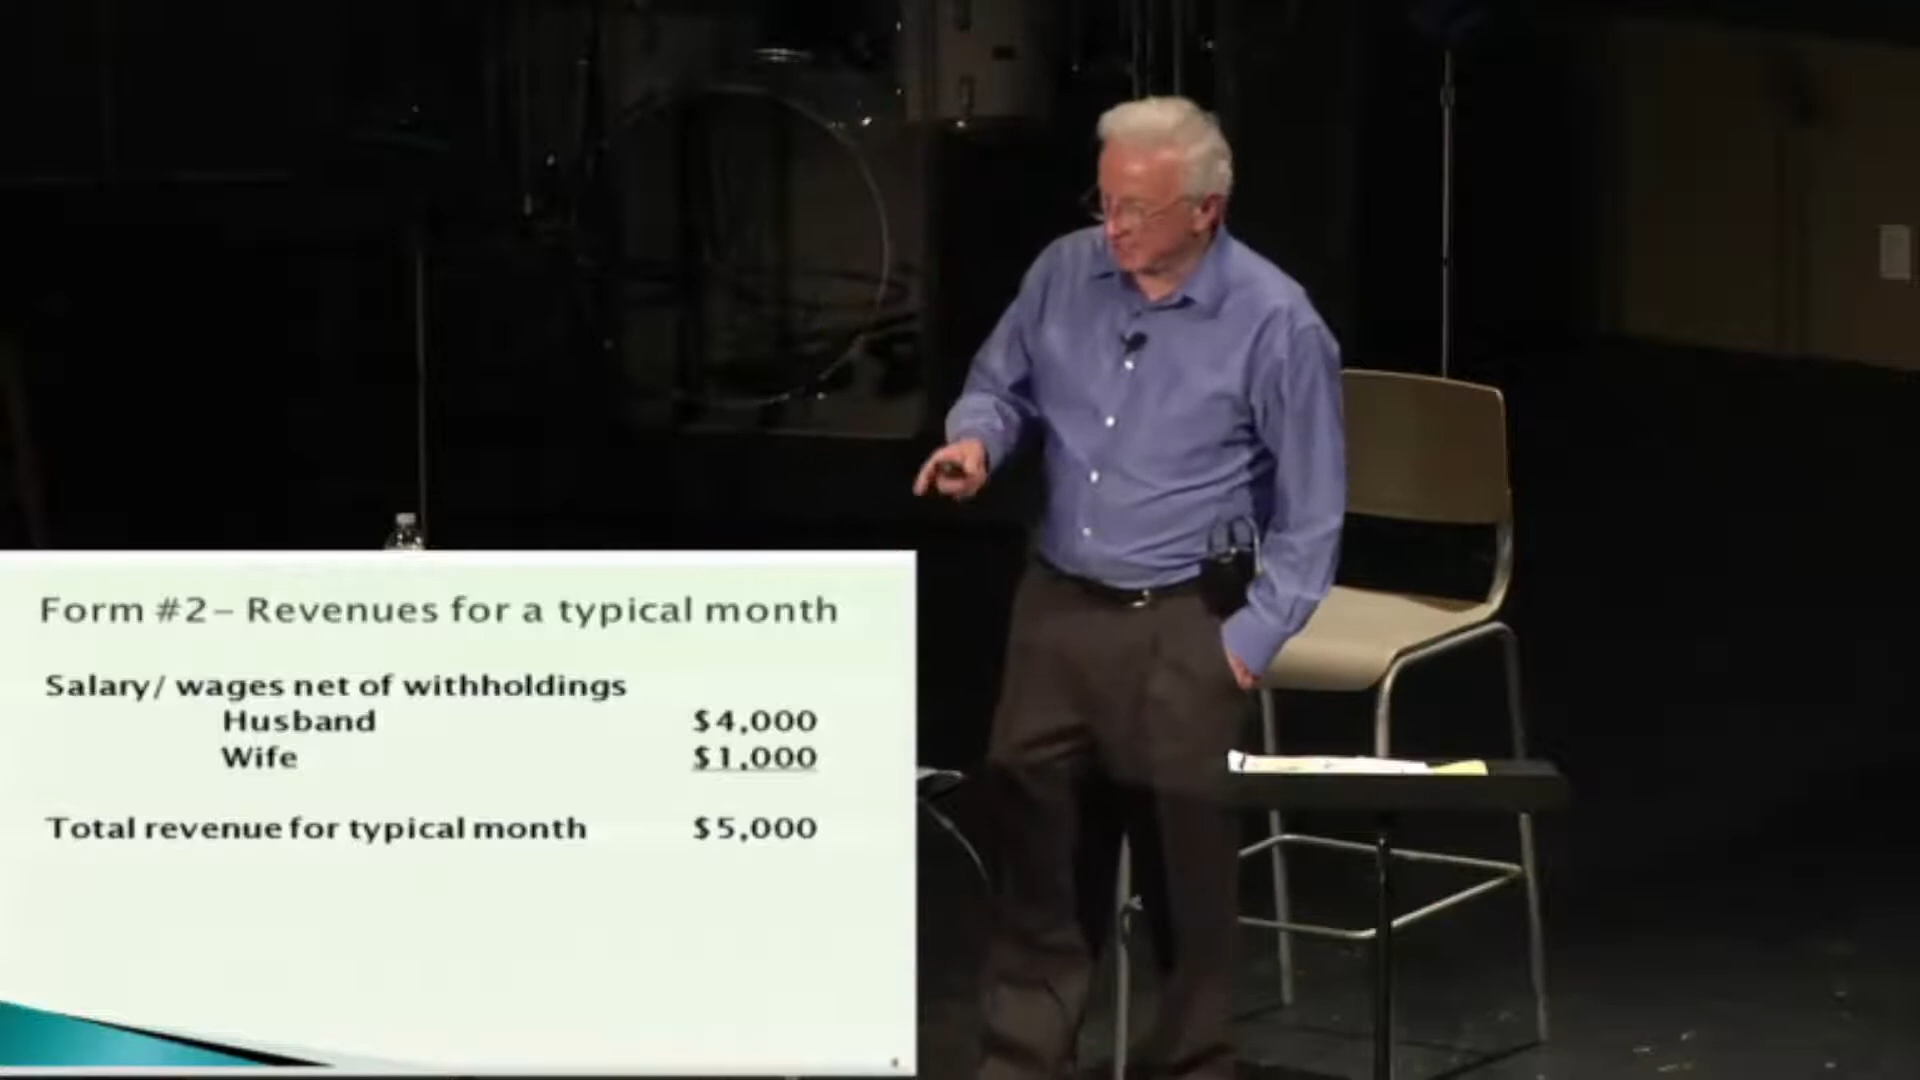 Form #2– Revenues for a typical month
Salary/ wages net of withholdings
Husband $4,000
Wife $1,000
Total revenue for typical month $5,000